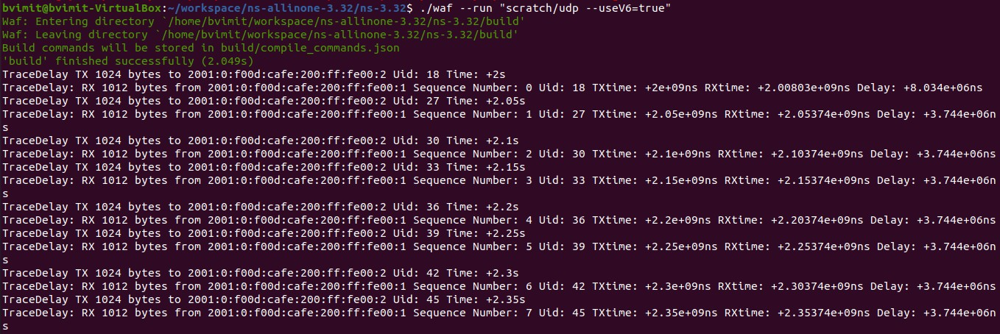 bvimit@bvimit-VirtualBox:~/workspace/ns-allinone-3.32/ns-3.32$ ./waf --run "scratch/udp --useV6=true"
Waf: Entering directory `/home/bvimit/workspace/ns-allinone-3.32/ns-3.32/build'
Waf: Leaving directory `/home/bvimit/workspace/ns-allinone-3.32/ns-3.32/build'
Build commands will be stored in build/compile_commands.json
'build' finished successfully (2.049s)
TraceDelay TX 1024 bytes to 2001:0:f00d:cafe:200:ff:fe00:2 Uid: 18 Time: +2s
TraceDelay: RX 1012 bytes from 2001:0:f00d:cafe:200:ff:fe00:1 Sequence Number: 0 Uid: 18 TXtime: +2e+09ns RXtime: +2.00803e+09ns Delay: +8.034e+06ns
TraceDelay TX 1024 bytes to 2001:0:f00d:cafe:200:ff:fe00:2 Uid: 27 Time: +2.05s
TraceDelay: RX 1012 bytes from 2001:0:f00d:cafe:200:ff:fe00:1 Sequence Number: 1 Uid: 27 TXtime: +2.05e+09ns RXtime: +2.05374e+09ns Delay: +3.744e+06n
s
TraceDelay TX 1024 bytes to 2001:0:f00d:cafe:200:ff:fe00:2 Uid: 30 Time: +2.1s
TraceDelay: RX 1012 bytes from 2001:0:f00d:cafe:200:ff:fe00:1 Sequence Number: 2 Uid: 30 TXtime: +2.1e+09ns RXtime: +2.10374e+09ns Delay: +3.744e+06ns
TraceDelay TX 1024 bytes to 2001:0:f00d:cafe:200:ff:fe00:2 Uid: 33 Time: +2.15s
TraceDelay: RX 1012 bytes from 2001:0:f00d:cafe:200:ff:fe00:1 Sequence Number: 3 Uid: 33 TXtime: +2.15e+09ns RXtime: +2.15374e+09ns Delay: +3.744e+06n
s
TraceDelay TX 1024 bytes to 2001:0:f00d:cafe:200:ff:fe00:2 Uid: 36 Time: +2.2s
TraceDelay: RX 1012 bytes from 2001:0:f00d:cafe:200:ff:fe00:1 Sequence Number: 4 Uid: 36 TXtime: +2.2e+09ns RXtime: +2.20374e+09ns Delay: +3.744e+06ns
TraceDelay TX 1024 bytes to 2001:0:f00d:cafe:200:ff:fe00:2 Uid: 39 Time: +2.25s
TraceDelay: RX 1012 bytes from 2001:0:f00d:cafe:200:ff:fe00:1 Sequence Number: 5 Uid: 39 TXtime: +2.25e+09ns RXtime: +2.25374e+09ns Delay: +3.744e+06n
s
TraceDelay TX 1024 bytes to 2001:0:f00d:cafe:200:ff:fe00:2 Uid: 42 Time: +2.3s
TraceDelay: RX 1012 bytes from 2001:0:f00d:cafe:200:ff:fe00:1 Sequence Number: 6 Uid: 42 TXtime: +2.3e+09ns RXtime: +2.30374e+09ns Delay: +3.744e+06ns
TraceDelay TX 1024 bytes to 2001:0:f00d:cafe:200:ff:fe00:2 Uid: 45 Time: +2.35s
TraceDelay: RX 1012 bytes from 2001:0:f00d:cafe:200:ff:fe00:1 Sequence Number: 7 Uid: 45 TXtime: +2.35e+09ns RXtime: +2.35374e+09ns Delay: +3.744e+06n
s